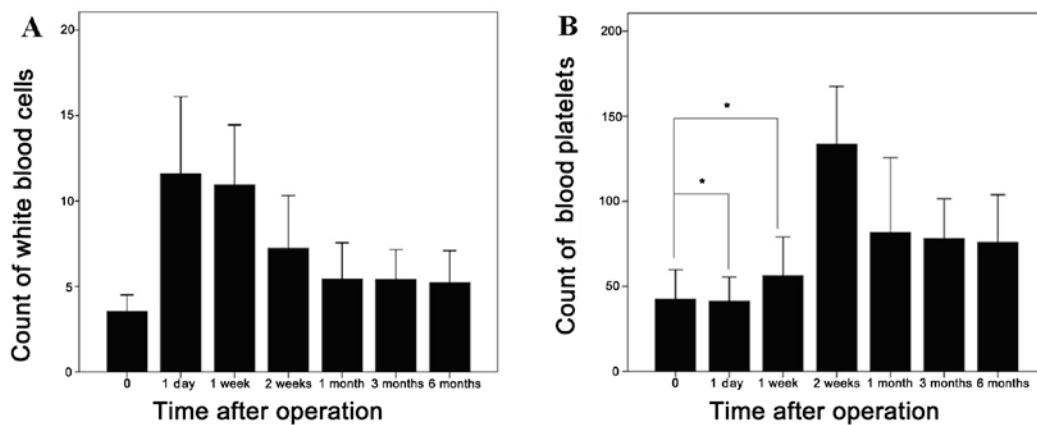 A
Count of white blood cells
20
15
10
5
0
0 1 day 1 week 2 weeks 1 month 3 months 6 months
Time after operation
B
Count of blood platelets
200
150
100
50
0
*
*
0 1 day 1 week 2 weeks 1 month 3 months 6 months
Time after operation